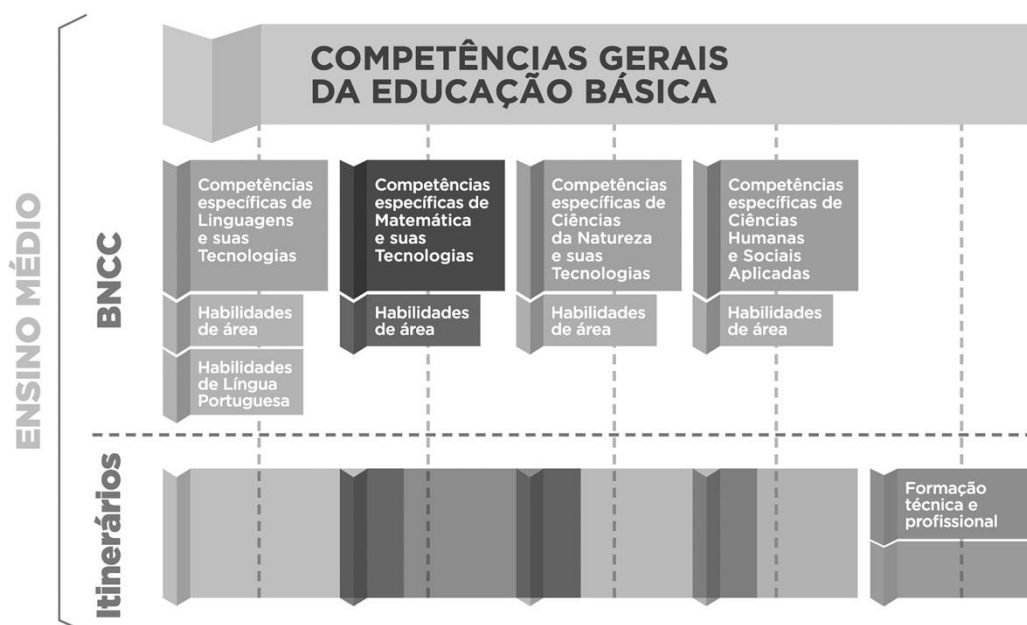 COMPETÊNCIAS GERAIS
DA EDUCAÇÃO BÁSICA
ENSINO MÉDIO
BNCC
Competências
específicas de
Linguagens
e suas
Tecnologias
Habilidades
de área
Habilidades
de Língua
Portuguesa
Competências
específicas de
Matemática
e suas
Tecnologias
Habilidades
de área
Competências
específicas de
Ciências
da Natureza
e suas
Tecnologias
Habilidades
de área
Competências
específicas de
Ciências
Humanas
e Sociais
Aplicadas
Habilidades
de área
Itinerários
Formação
técnica e
profissional